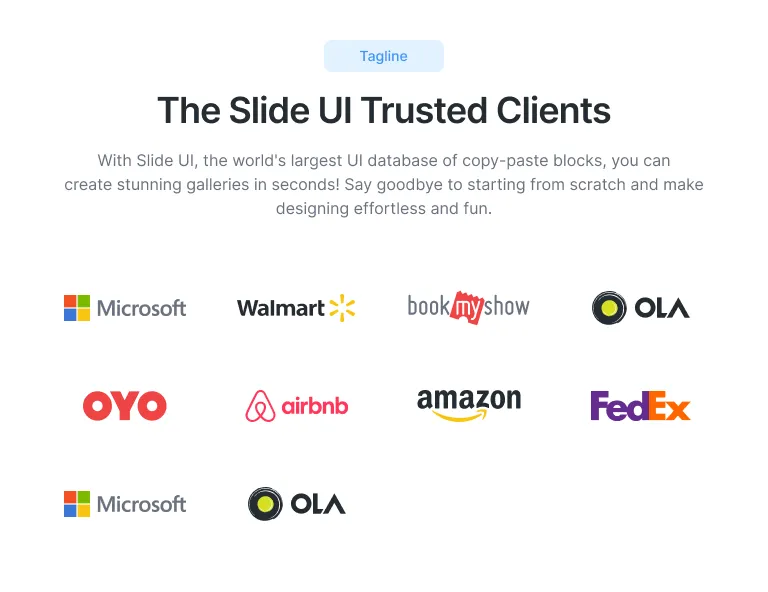 Tagline
The Slide UI Trusted Clients
With Slide UI, the world's largest UI database of copy-paste blocks, you can
create stunning galleries in seconds! Say goodbye to starting from scratch and make
designing effortless and fun.
Microsoft
Walmart
bookmyshow
OLA
OYO
airbnb
amazon
FedEx
Microsoft
OLA